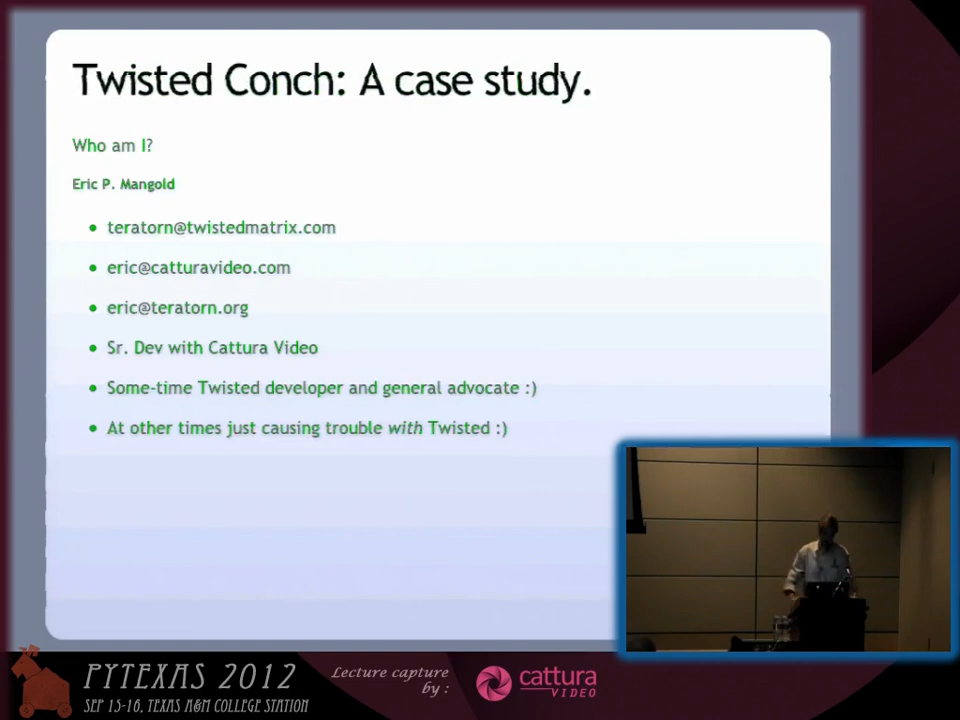 Twisted Conch: A case study.
Who am I?
Eric P. Mangold
teratorn@twistedmatrix.com
eric@catturavideo.com
eric@teratorn.org
Sr. Dev with Cattura Video
Some-time Twisted developer and general advocate :)
At other times just causing trouble with Twisted :)
PYTEXAS 2012
SEP 15-16, TEXAS A&M COLLEGE STATION
Lecture capture
by :
cattura
VIDEO